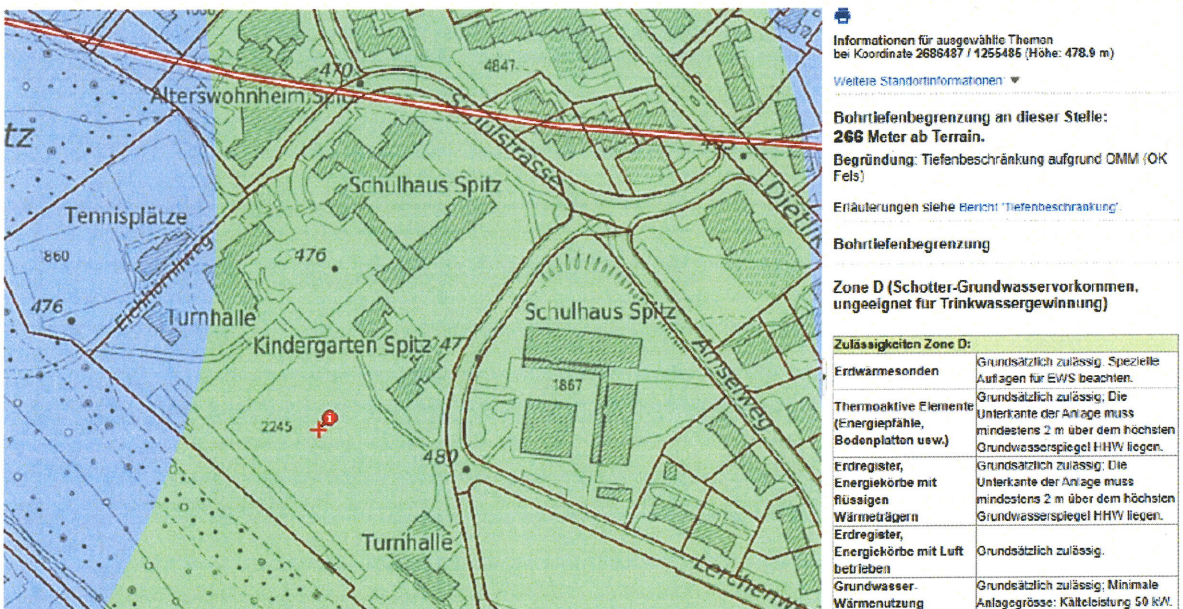 470
4847
Alterswohnheim Spitz
Schulstrasse
tz
Schulhaus Spitz
Dietlik
Tennisplätze
860
476
476
Eichhörnliweg
Turnhalle
Kindergarten Spitz
477
Schulhaus Spitz
Amselweg
1867
2245
480
Turnhalle
Lerchenwe
Informationen für ausgewählte Themen
bei Koordinate 2686487 / 1255485 (Höhe: 478.9 m)
Weitere Standortinformationen
Bohrtiefenbegrenzung an dieser Stelle:
266 Meter ab Terrain.
Begründung: Tiefenbeschränkung aufgrund OMM (OK
Fels)
Erläuterungen siehe Bericht 'Tiefenbeschränkung'.
Bohrtiefenbegrenzung
Zone D (Schotter-Grundwasservorkommen,
ungeeignet für Trinkwassergewinnung)
Zulässigkeiten Zone D:
Erdwärmesonden
Grundsätzlich zulässig. Spezielle
Auflagen für EWS beachten.
Thermoaktive Elemente
(Energiepfähle,
Bodenplatten usw.)
Grundsätzlich zulässig; Die
Unterkante der Anlage muss
mindestens 2 m über dem höchsten
Grundwasserspiegel HHW liegen.
Erdregister,
Energiekörbe mit
flüssigen
Wärmeträgern
Grundsätzlich zulässig; Die
Unterkante der Anlage muss
mindestens 2 m über dem höchsten
Grundwasserspiegel HHW liegen.
Erdregister,
Energiekörbe mit Luft
betrieben
Grundsätzlich zulässig.
Grundwasser-
Wärmenutzung
Grundsätzlich zulässig; Minimale
Anlagegrösse: Kälteleistung 50 kW.